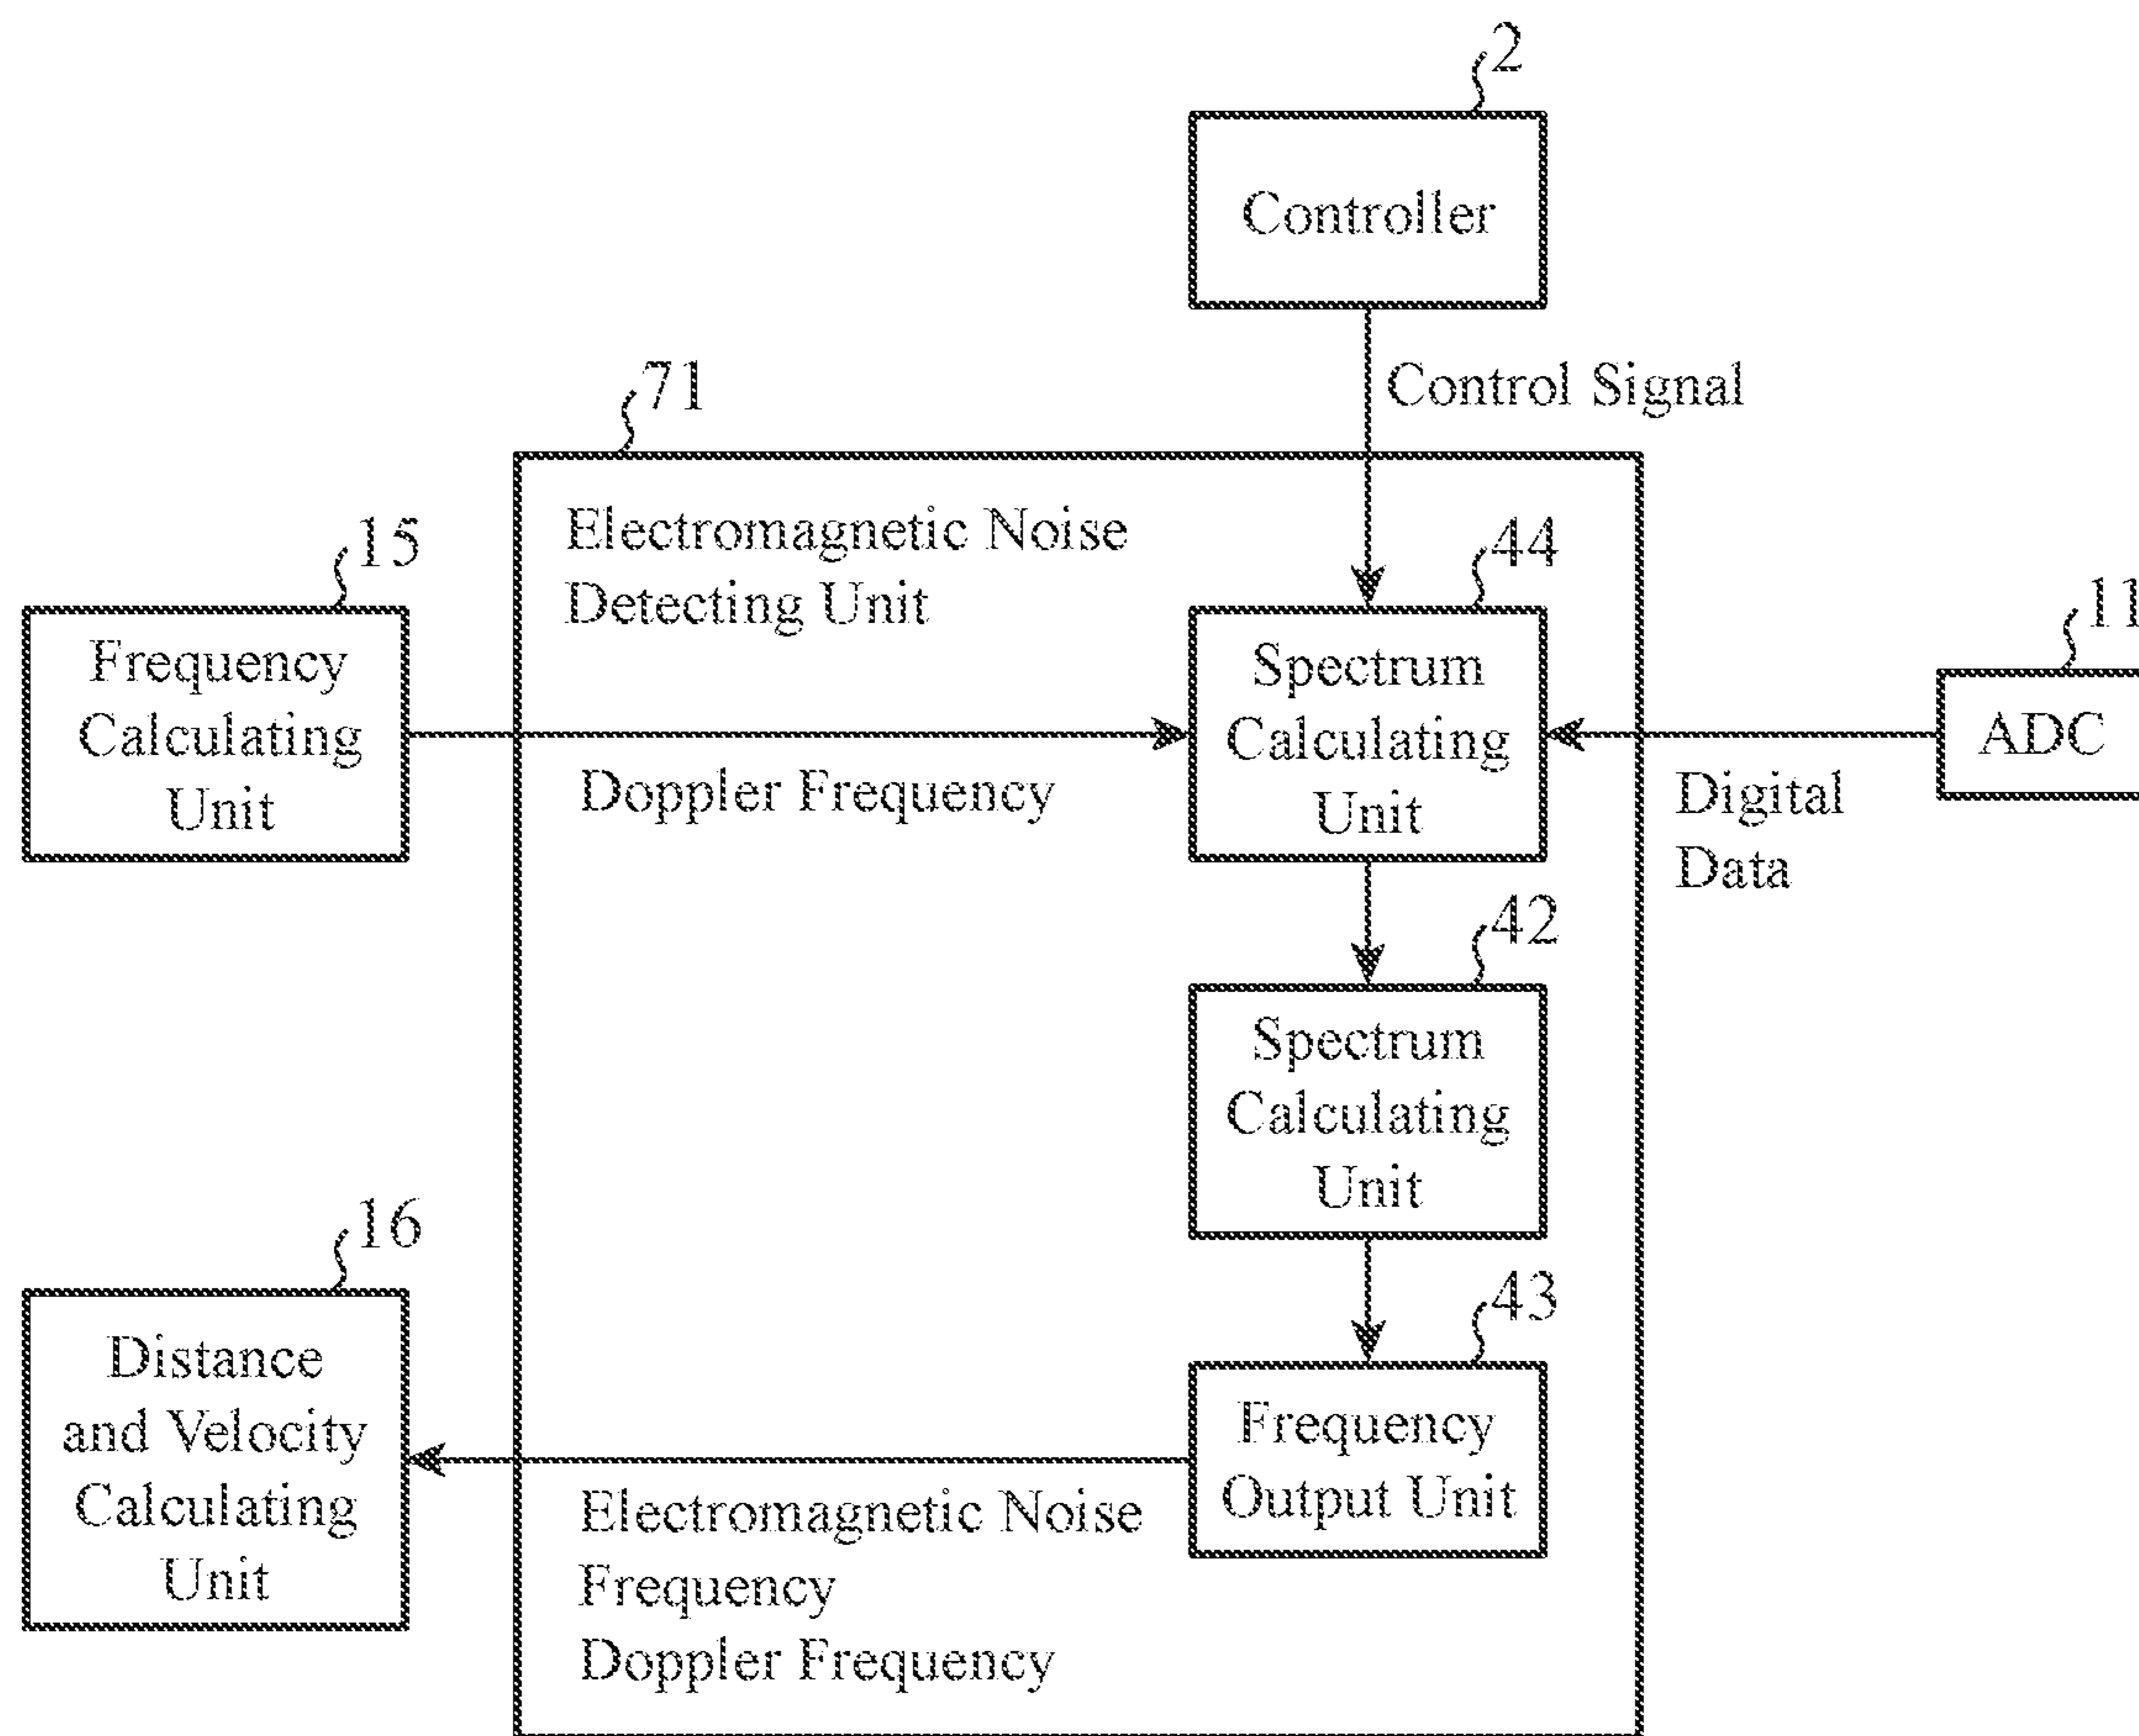 2
Controller
Control Signal
71
Electromagnetic Noise
Detecting Unit
15
Frequency
Calculating
Unit
Doppler Frequency
44
Spectrum
Calculating
Unit
11
ADC
Digital
Data
42
Spectrum
Calculating
Unit
16
Distance
and Velocity
Calculating
Unit
43
Frequency
Output Unit
Electromagnetic Noise
Frequency
Doppler Frequency